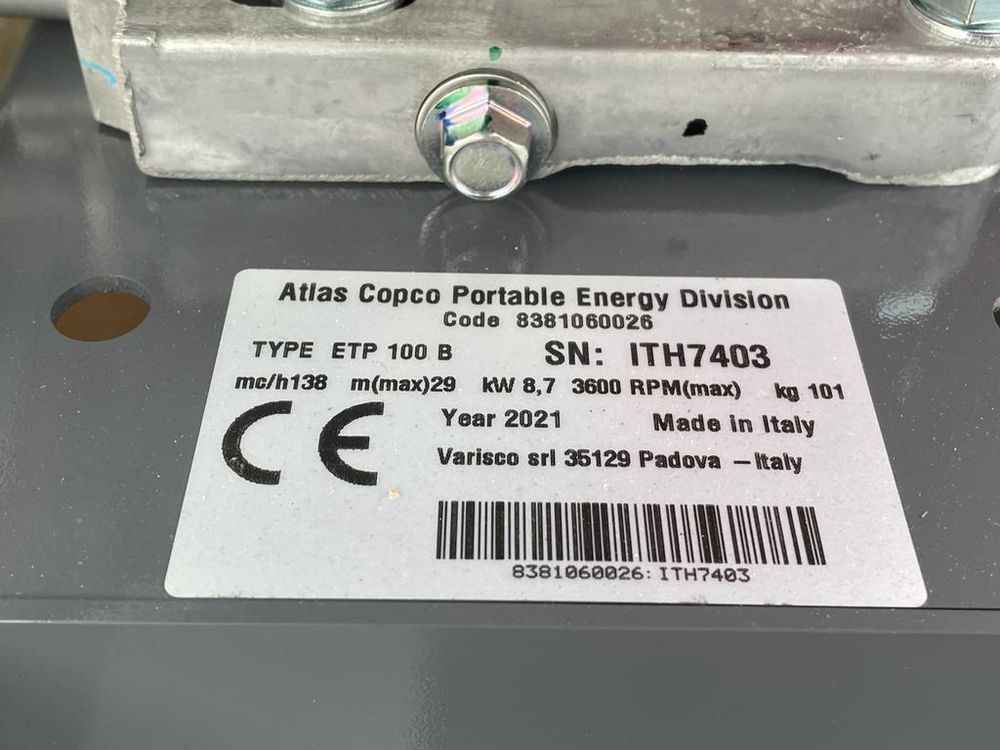 Atlas Copco Portable Energy Division
Code 8381060026
TYPE ETP 100 B SN: ITH7403
mc/h138 m(max)29 kW 8,7 3600 RPM(max) kg 101
CE Year 2021 Made in Italy
Varisco srl 35129 Padova – Italy
8381060026:ITH7403